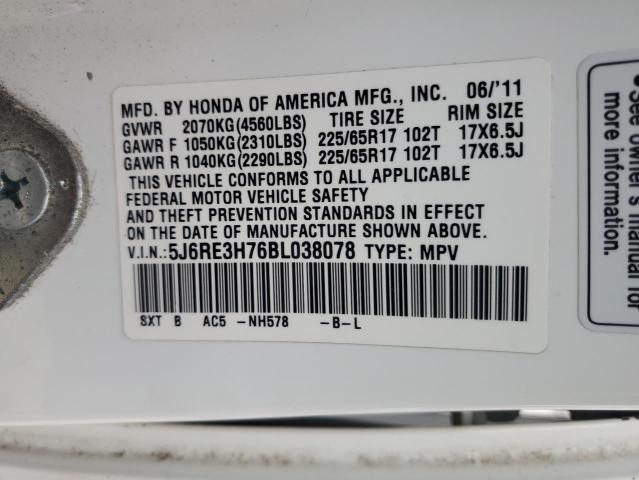 MFD. BY HONDA OF AMERICA MFG., INC. 06/'11
GVWR 2070KG(4560LBS) TIRE SIZE RIM SIZE
GAWR F 1050KG(2310LBS) 225/65R17 102T 17X6.5J
GAWR R 1040KG(2290LBS) 225/65R17 102T 17X6.5J
THIS VEHICLE CONFORMS TO ALL APPLICABLE
FEDERAL MOTOR VEHICLE SAFETY
AND THEFT PREVENTION STANDARDS IN EFFECT
ON THE DATE OF MANUFACTURE SHOWN ABOVE.
V.I.N.:5J6RE3H76BL038078 TYPE: MPV
SXT B AC5 -NH578 -B-L
•See owner's
manual for
more
information.